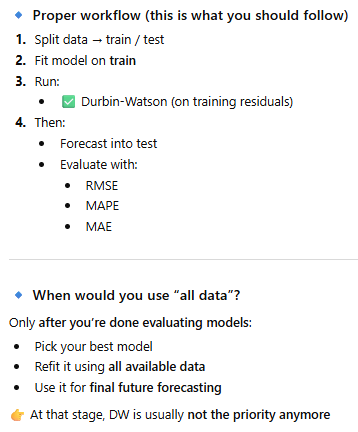 🔹 Proper workflow (this is what you should follow)
1. Split data → train / test
2. Fit model on train
3. Run:
• ✅ Durbin-Watson (on training residuals)
4. Then:
• Forecast into test
• Evaluate with:
• RMSE
• MAPE
• MAE
🔹 When would you use “all data”?
Only after you’re done evaluating models:
• Pick your best model
• Refit it using all available data
• Use it for final future forecasting
👉 At that stage, DW is usually not the priority anymore